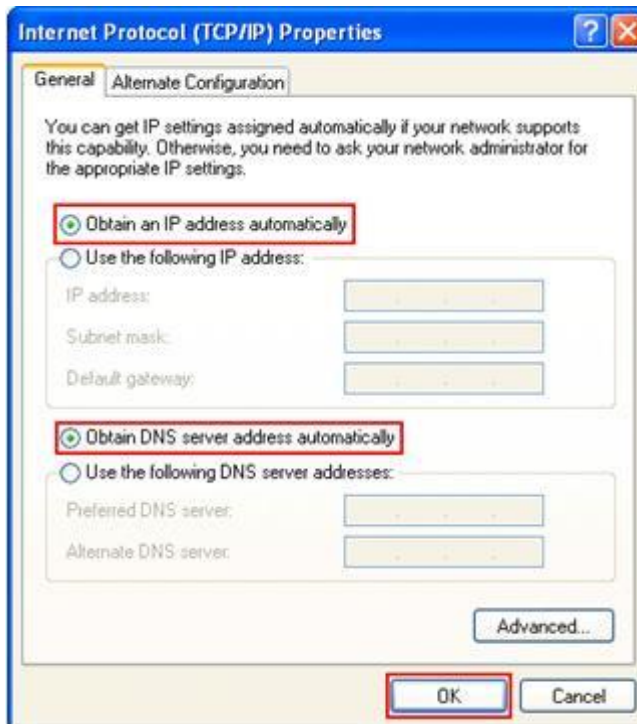 Internet Protocol (TCP/IP) Properties
General
Alternate Configuration
You can get IP settings assigned automatically if your network supports
this capability. Otherwise, you need to ask your network administrator for
the appropriate IP settings.
Obtain an IP address automatically
Use the following IP address:
IP address:
Subnet mask:
Default gateway:
Obtain DNS server address automatically
Use the following DNS server addresses:
Preferred DNS server:
Alternate DNS server:
Advanced...
OK
Cancel